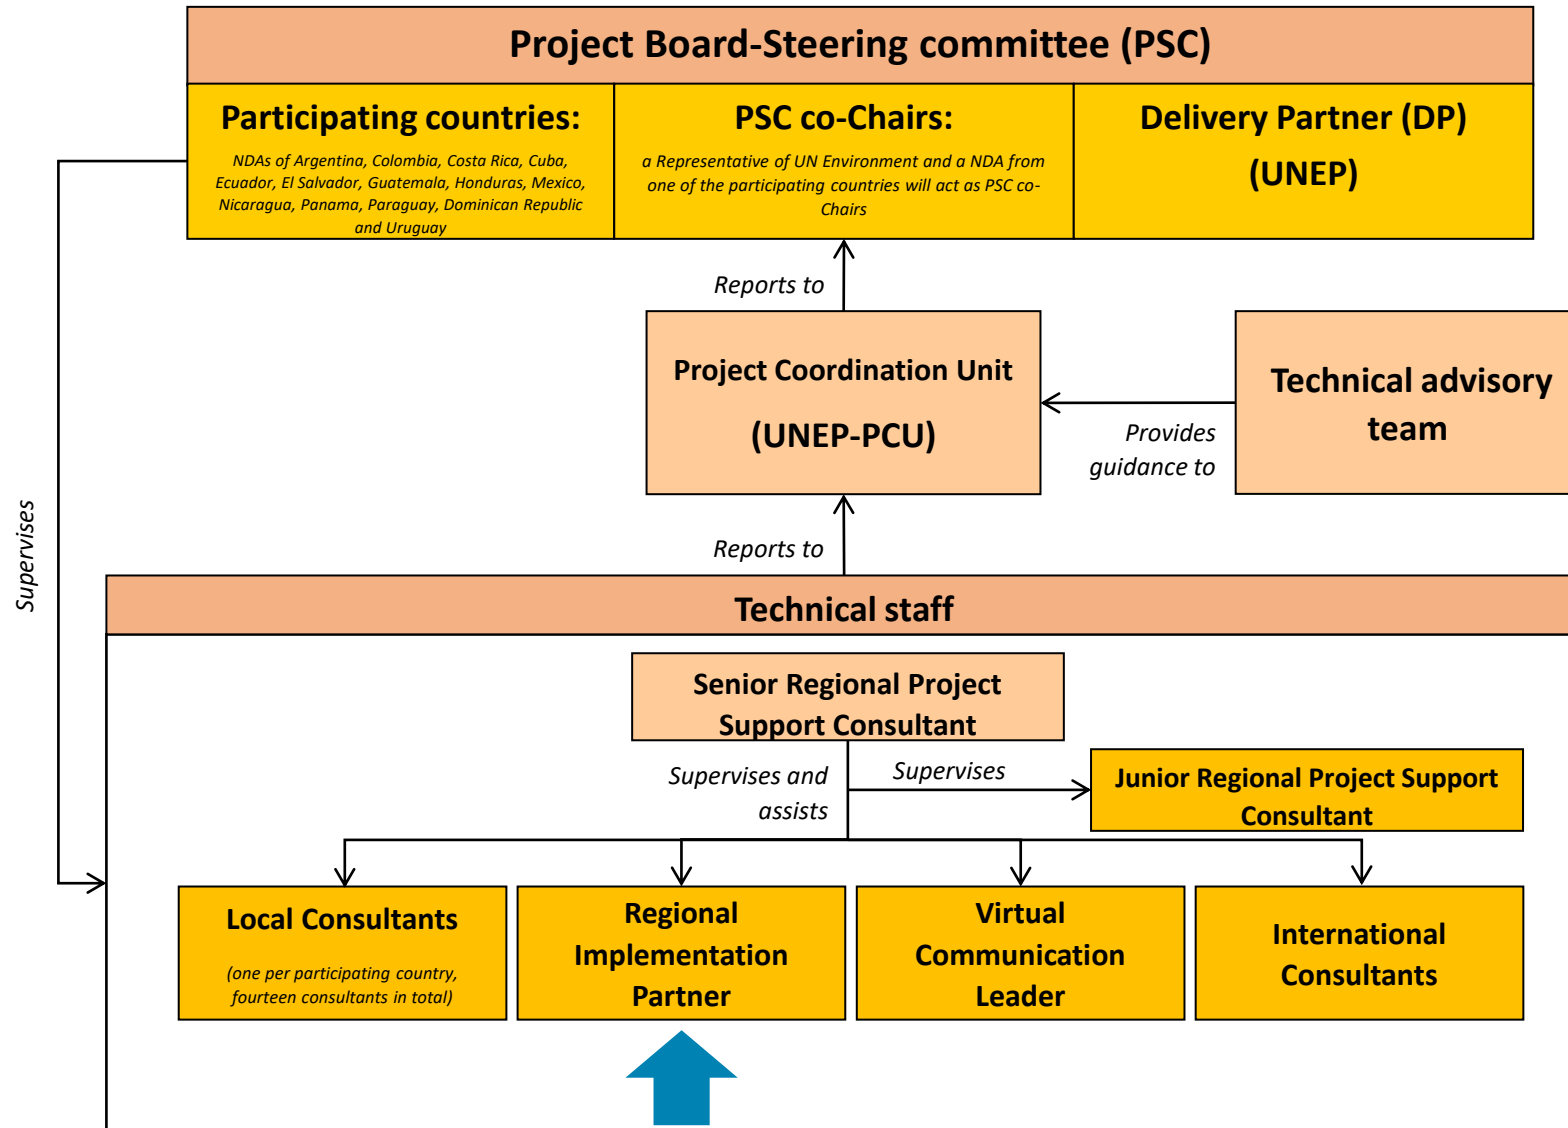 Project Board-Steering committee (PSC)
Participating countries:
NDAs of Argentina, Colombia, Costa Rica, Cuba,
Ecuador, El Salvador, Guatemala, Honduras, Mexico,
Nicaragua, Panama, Paraguay, Dominican Republic
and Uruguay
PSC co-Chairs:
a Representative of UN Environment and a NDA from
one of the participating countries will act as PSC co-
Chairs
Delivery Partner (DP)
(UNEP)
Reports to
Project Coordination Unit
(UNEP-PCU)
Technical advisory
team
Provides
guidance to
Supervises
Reports to
Technical staff
Senior Regional Project
Support Consultant
Supervises and
assists
Supervises
Junior Regional Project Support
Consultant
Local Consultants
(one per participating country,
fourteen consultants in total)
Regional
Implementation
Partner
Virtual
Communication
Leader
International
Consultants